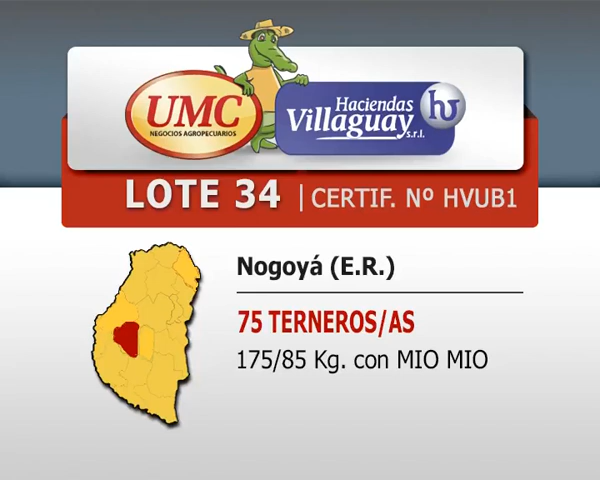 UMC
NEGOCIOS AGROPECUARIOS
Haciendas
Villaguay
s.r.l.
hv
LOTE 34 | CERTIF. Nº HVUB1
Nogoyá (E.R.)
75 TERNEROS/AS
175/85 Kg. con MIO MIO